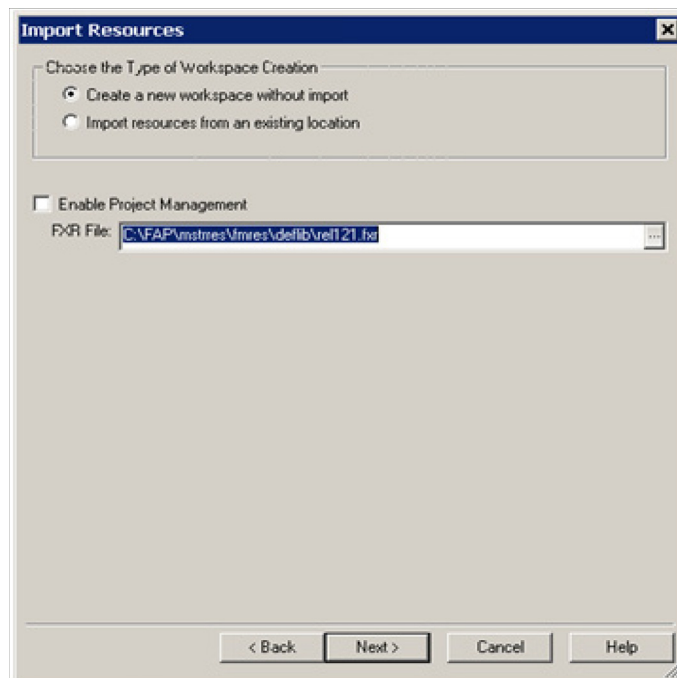 Import Resources
Choose the Type of Workspace Creation
Create a new workspace without import
Import resources from an existing location
Enable Project Management
FXR File: C:\FAP\mstrres\fmres\deflib\rel121.fxr ...
< Back Next > Cancel Help